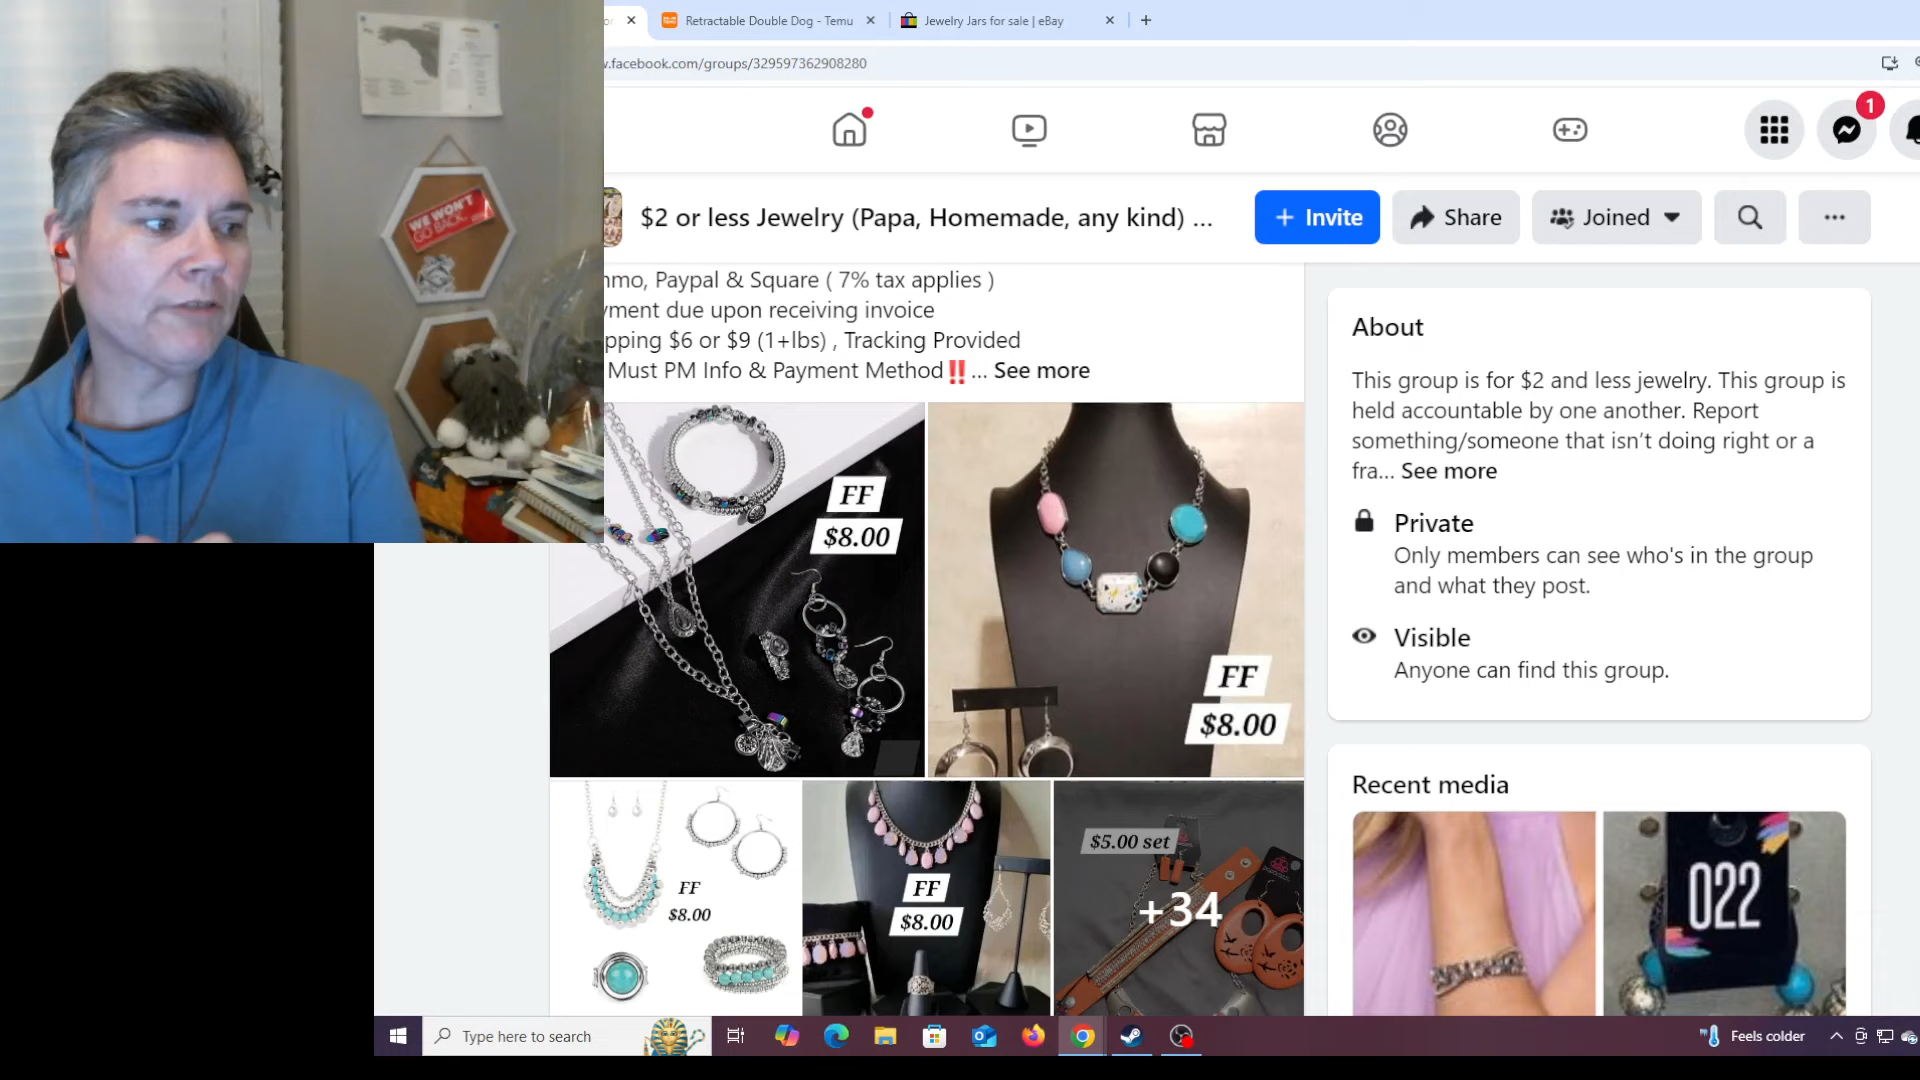 Retractable Double Dog - Temu
Jewelry Jars for sale | eBay
.facebook.com/groups/329597362908280
1
$2 or less Jewelry (Papa, Homemade, any kind) ...
+ Invite
Share
Joined
Paypal & Square ( 7% tax applies )
due upon receiving invoice
$6 or $9 (1+lbs) , Tracking Provided
Must PM Info & Payment Method‼️... See more
WE WON'T
GO BACK
About
This group is for $2 and less jewelry. This group is
held accountable by one another. Report
something/someone that isn't doing right or a
fra... See more
Private
Only members can see who's in the group
and what they post.
Visible
Anyone can find this group.
FF
$8.00
FF
$8.00
FF
$8.00
FF
$8.00
$5.00 set
+34
Recent media
022
Type here to search
Feels colder